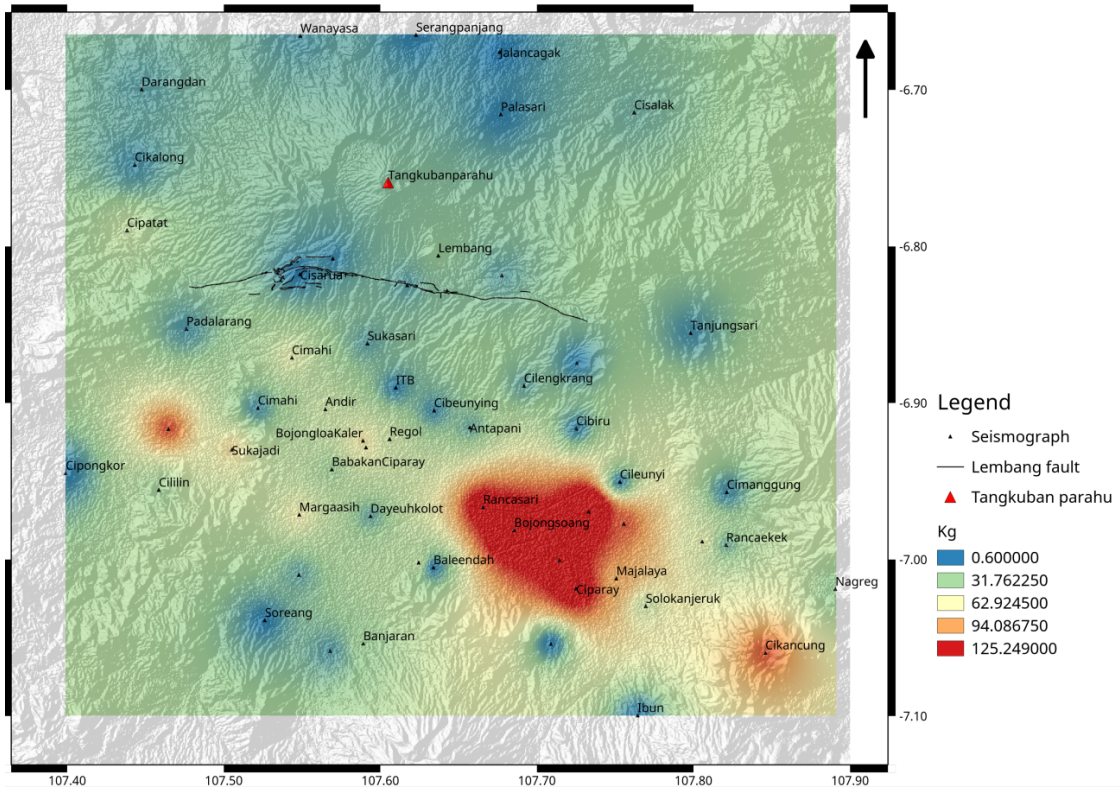 Wanayasa
Serangpanjang
Jalancagak
Darangdan
-6.70
Palasari
Cisalak
Cikalong
Tangkubanparahu
Cipatat
Lembang
-6.80
Cisarua
Padalarang
Tanjungsari
Sukasari
Cimahi
Cilengkrang
ITB
Cimahi
Andir
Cibeunying
-6.90
Cibiru
Antapani
BojongloaKaler
Regol
Sukajadi
BabakanCiparay
Cipongkor
Cililin
Cileunyi
Cimanggung
Rancasari
Margaasih
Dayeuhkolot
Bojongsoang
Rancaekek
Baleendah
-7.00
Majalaya
Nagreg
Ciparay
Solokanjeruk
Soreang
Banjaran
Cikancung
Ibun
-7.10
107.40
107.50
107.60
107.70
107.80
107.90
Legend
Seismograph
Lembang fault
Tangkuban parahu
Kg
0.600000
31.762250
62.924500
94.086750
125.249000